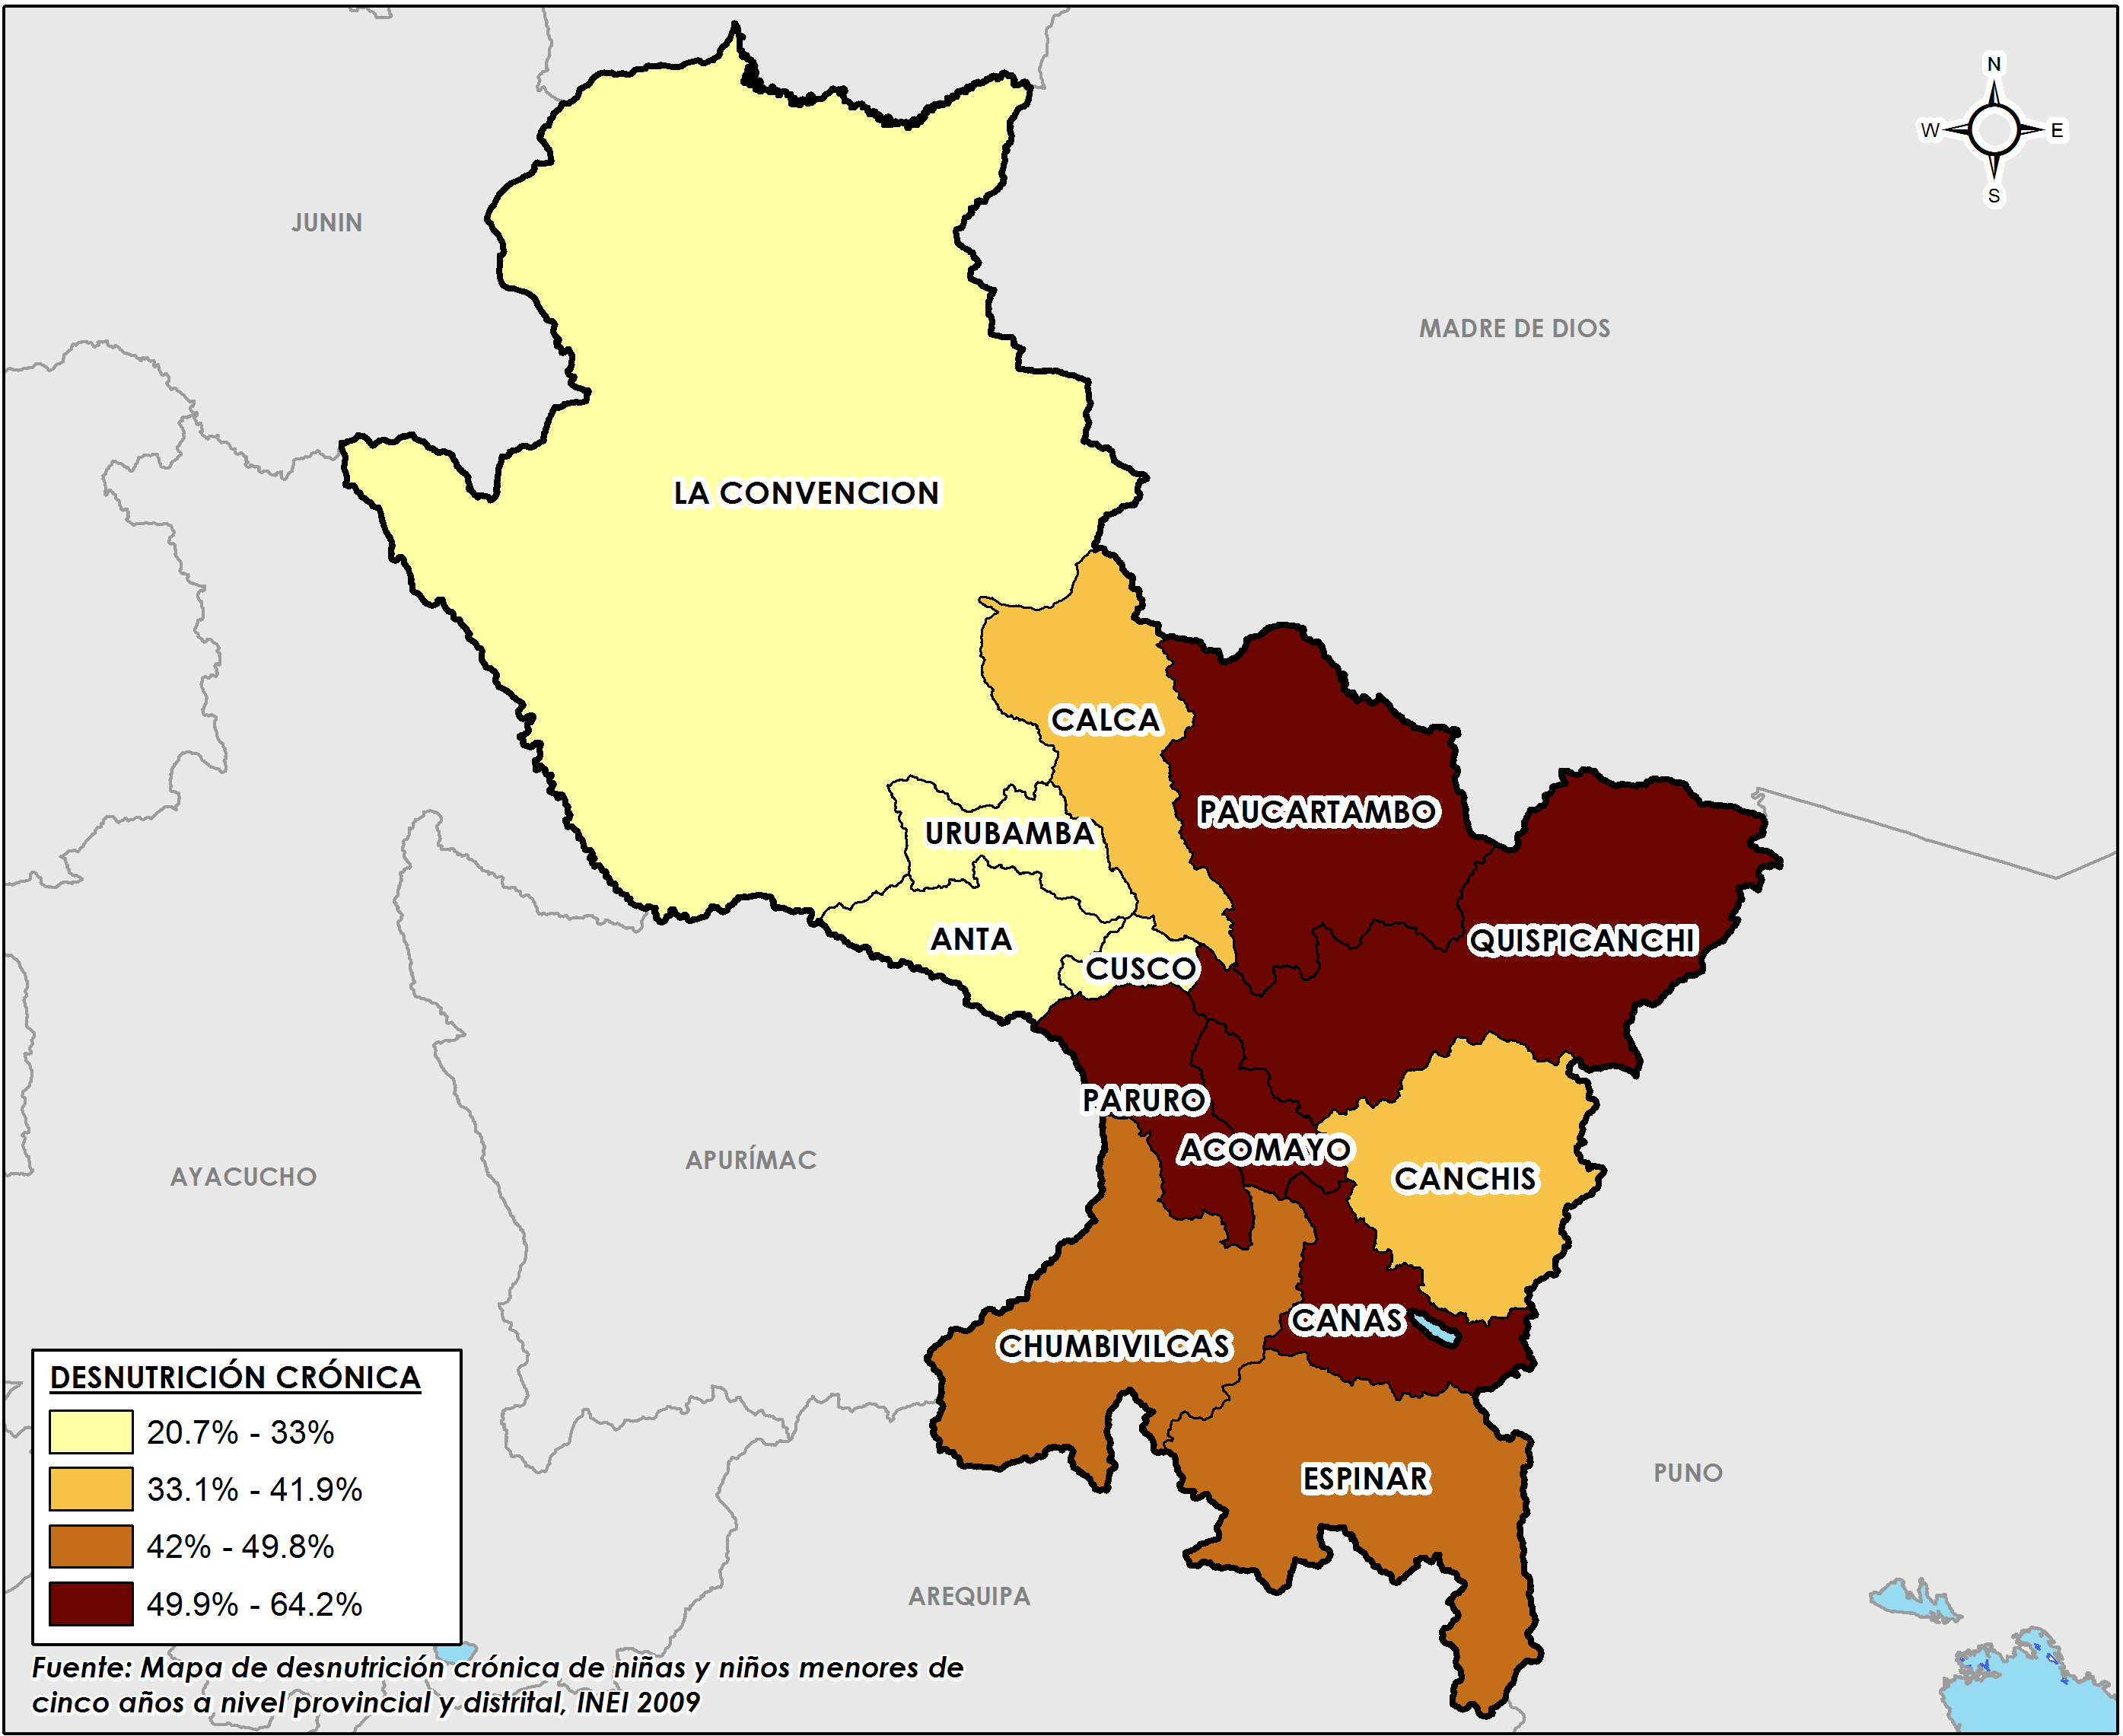 N
W E
S
JUNIN
MADRE DE DIOS
LA CONVENCION
CALCA
PAUCARTAMBO
URUBAMBA
ANTA
QUISPICANCHI
CUSCO
PARURO
ACOMAYO
AYACUCHO
APURÍMAC
CANCHIS
CANAS
CHUMBIVILCAS
ESPINAR
PUNO
AREQUIPA
DESNUTRICIÓN CRÓNICA
20.7% - 33%
33.1% - 41.9%
42% - 49.8%
49.9% - 64.2%
Fuente: Mapa de desnutrición crónica de niñas y niños menores de
cinco años a nivel provincial y distrital, INEI 2009